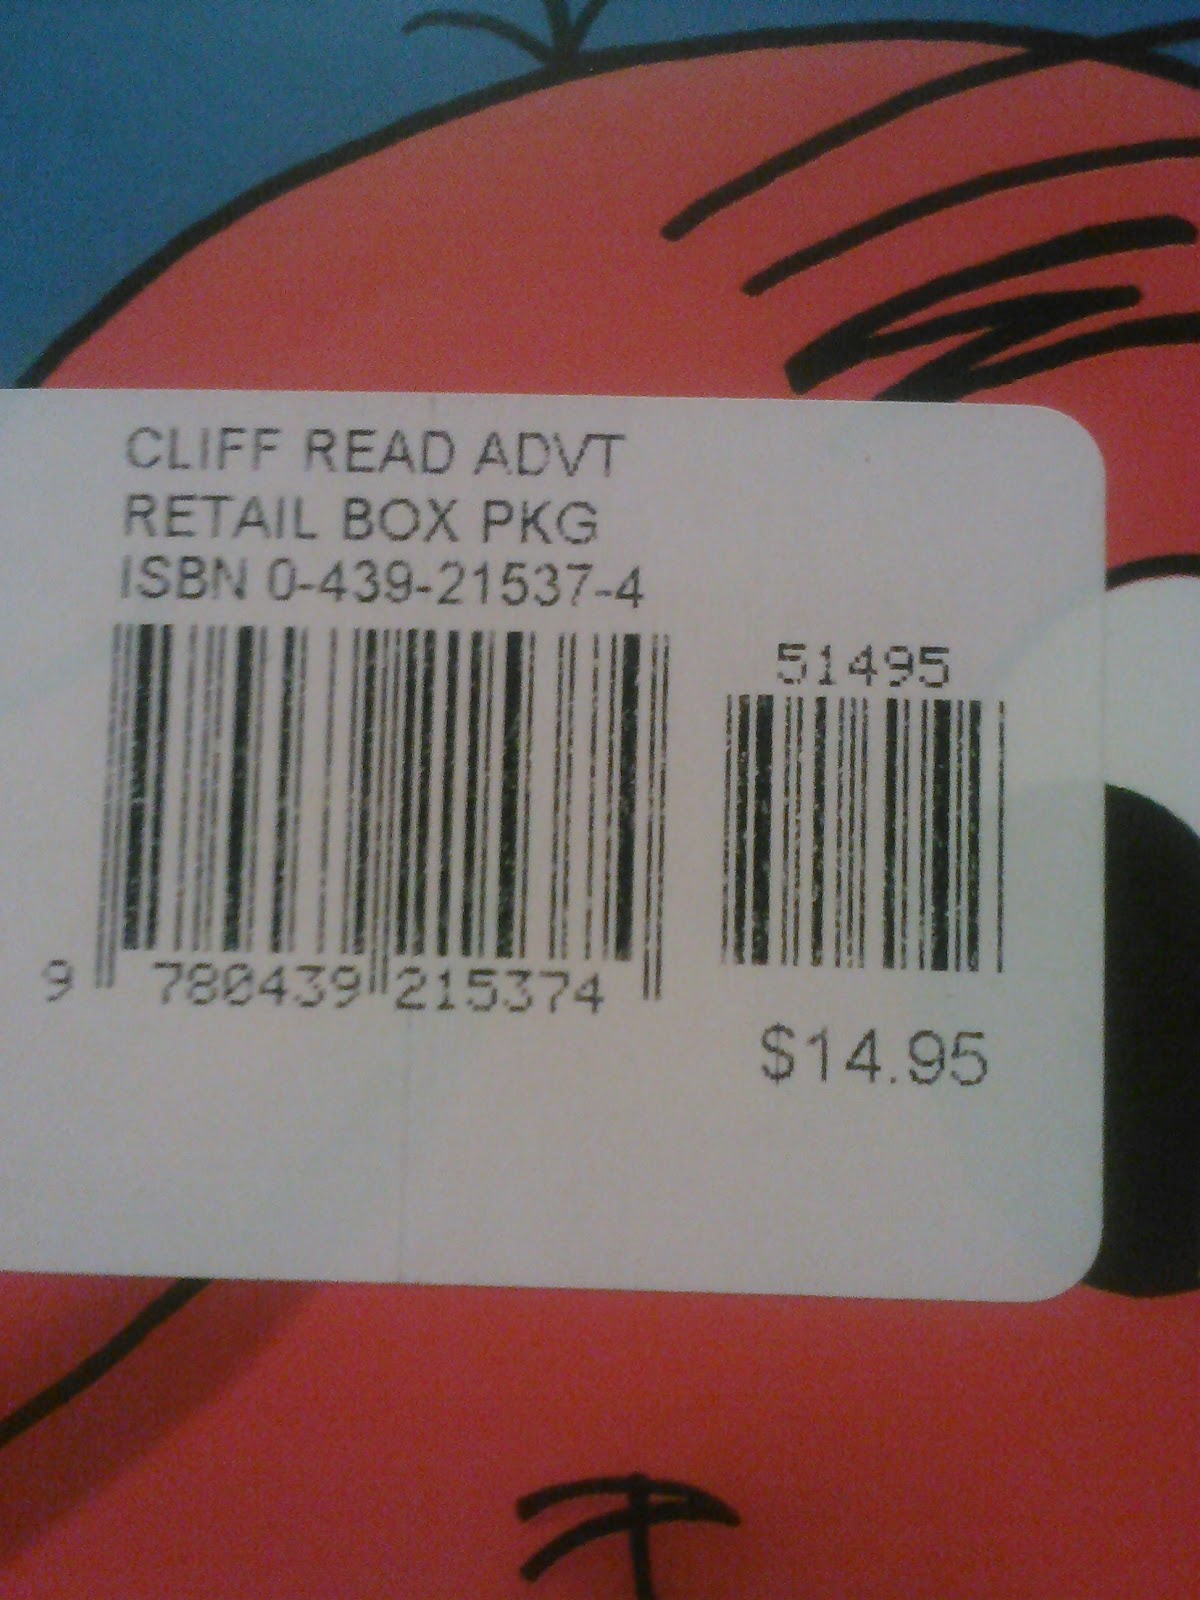 CLIFF READ ADVT
RETAIL BOX PKG
ISBN 0-439-21537-4
51495
9 780439 215374
$14.95